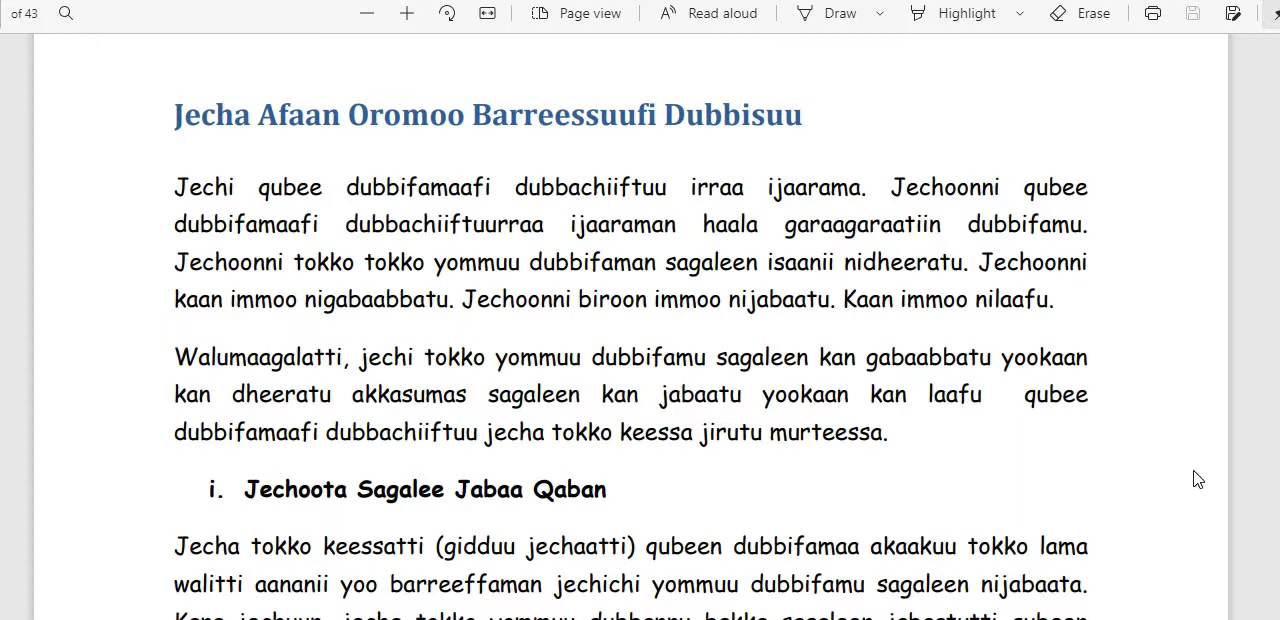 of 43 Page view Read aloud Draw Highlight Erase
Jecha Afaan Oromoo Barreessuufi Dubbisuu
Jechi qubee dubbifamaafi dubbachiiftuu irraa ijaarama. Jechoonni qubee
dubbifamaafi dubbachiiftuurraa ijaaraman haala garaagaraatiin dubbifamu.
Jechoonni tokko tokko yommuu dubbifaman sagaleen isaanii nidheeratu. Jechoonni
kaan immoo nigabaabbatu. Jechoonni biroon immoo nijabaatu. Kaan immoo nilaafu.
Walumaagalatti, jechi tokko yommuu dubbifamu sagaleen kan gabaabbatu yookaan
kan dheeratu akkasumas sagaleen kan jabaatu yookaan kan laafu qubee
dubbifamaafi dubbachiiftuu jecha tokko keessa jirutu murteessa.
i. Jechoota Sagalee Jabaa Qaban
Jecha tokko keessatti (gidduu jechaatti) qubeen dubbifamaa akaakuu tokko lama
walitti aananii yoo barreeffaman jechichi yommuu dubbifamu sagaleen nijabaata.